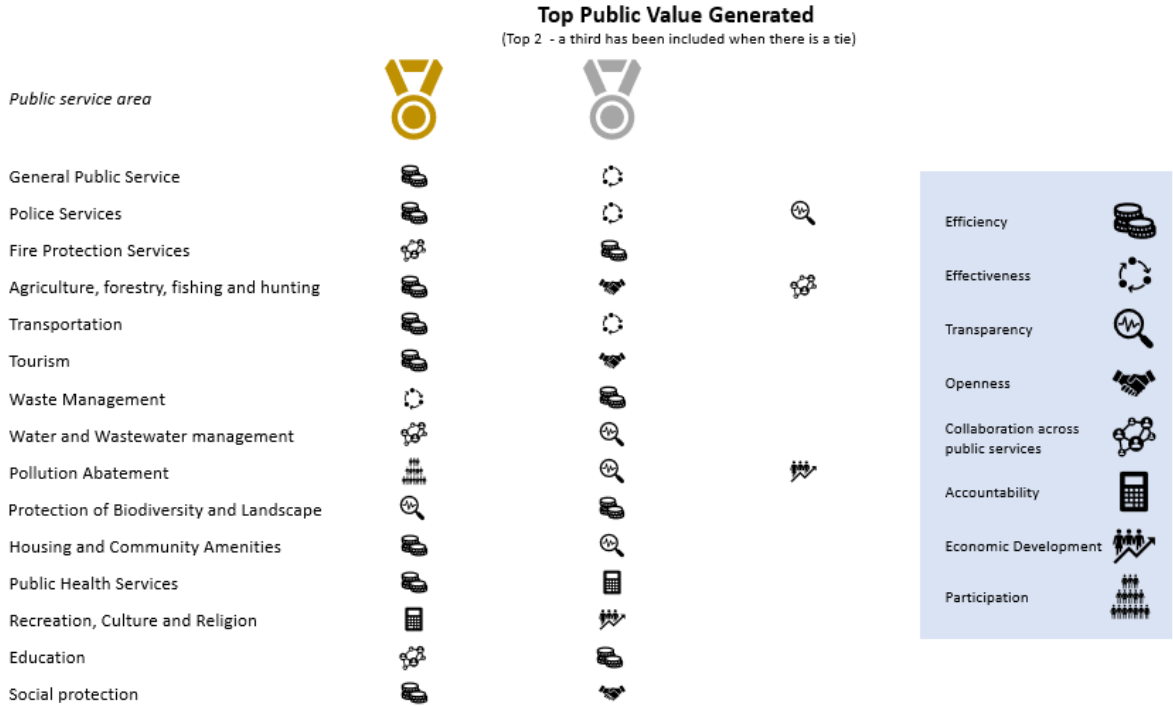 Top Public Value Generated
(Top 2 - a third has been included when there is a tie)
Public service area
General Public Service
Police Services
Fire Protection Services
Agriculture, forestry, fishing and hunting
Transportation
Tourism
Waste Management
Water and Wastewater management
Pollution Abatement
Protection of Biodiversity and Landscape
Housing and Community Amenities
Public Health Services
Recreation, Culture and Religion
Education
Social protection
Efficiency
Effectiveness
Transparency
Openness
Collaboration across
public services
Accountability
Economic Development
Participation